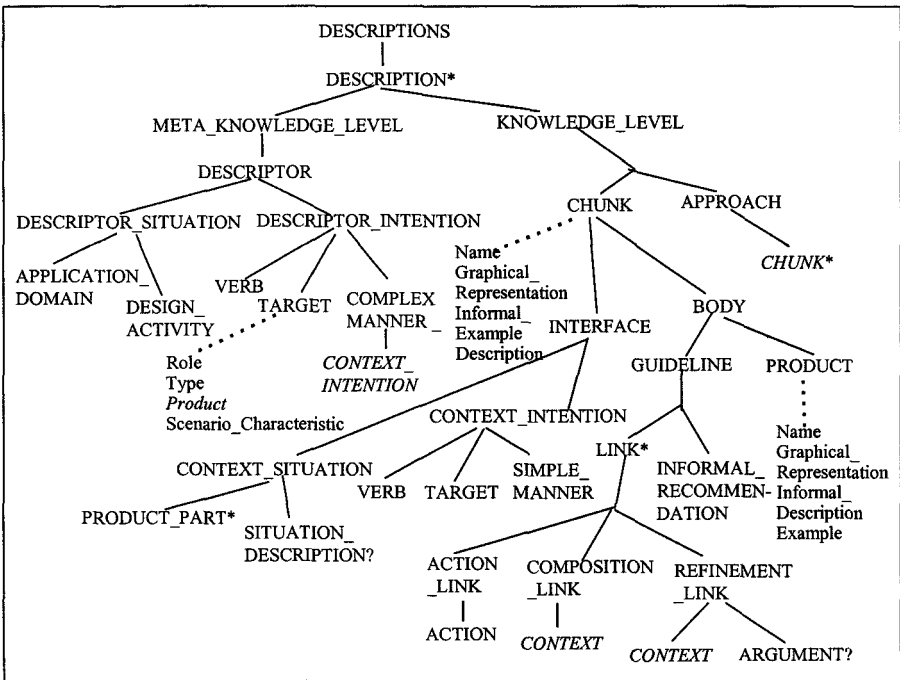 DESCRIPTIONS
DESCRIPTION*
META_KNOWLEDGE_LEVEL
KNOWLEDGE_LEVEL
DESCRIPTOR
CHUNK
APPROACH
DESCRIPTOR_SITUATION
DESCRIPTOR_INTENTION
CHUNK*
APPLICATION_
DOMAIN
DESIGN_
ACTIVITY
VERB
TARGET
COMPLEX
MANNER_
Name
Graphical_
Representation
Informal_
Example
Description
INTERFACE
BODY
Role
Type
Product
Scenario_Characteristic
CONTEXT_
INTENTION
GUIDELINE
PRODUCT
CONTEXT_INTENTION
CONTEXT_SITUATION
VERB
TARGET
SIMPLE_
MANNER
LINK*
INFORMAL_
RECOMMEN-
DATION
Name
Graphical_
Representation
Informal_
Description
Example
PRODUCT_PART*
SITUATION_
DESCRIPTION?
ACTION
_LINK
COMPOSITION
_LINK
REFINEMENT
_LINK
ACTION
CONTEXT
CONTEXT
ARGUMENT?